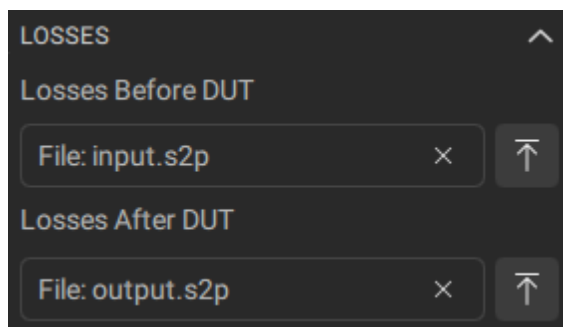 LOSSES
Losses Before DUT
File: input.s2p
Losses After DUT
File: output.s2p